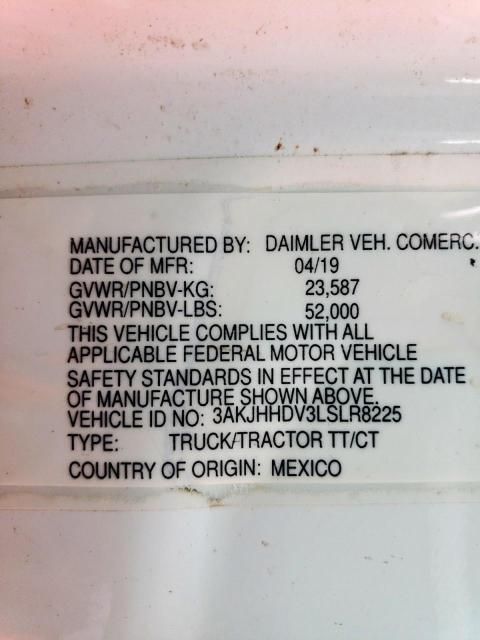 MANUFACTURED BY: DAIMLER VEH. COMERC.
DATE OF MFR: 04/19
GVWR/PNBV-KG: 23,587
GVWR/PNBV-LBS: 52,000
THIS VEHICLE COMPLIES WITH ALL
APPLICABLE FEDERAL MOTOR VEHICLE
SAFETY STANDARDS IN EFFECT AT THE DATE
OF MANUFACTURE SHOWN ABOVE.
VEHICLE ID NO: 3AKJHHDV3LSLR8225
TYPE: TRUCK/TRACTOR TT/CT
COUNTRY OF ORIGIN: MEXICO